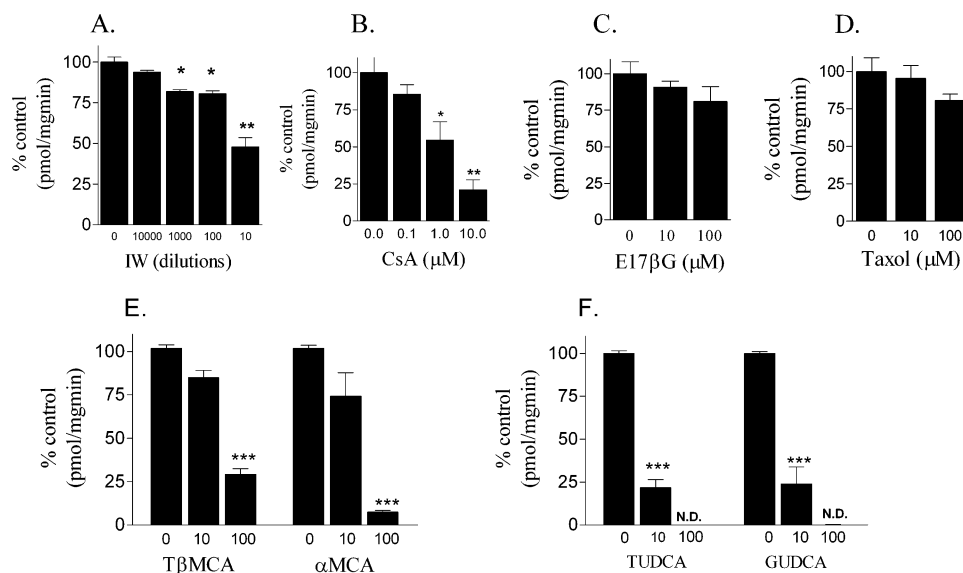 A.
% control
(pmol/mgmin)
100
75
50
25
0
*
*
**
0 10000 1000 100 10
IW (dilutions)
B.
% control
(pmol/mgmin)
100
75
50
25
0
*
**
0.0 0.1 1.0 10.0
CsA (μM)
C.
% control
(pmol/mgmin)
100
75
50
25
0
0 10 100
E17βG (μM)
D.
% control
(pmol/mgmin)
100
75
50
25
0
0 10 100
Taxol (μM)
E.
% control
(pmol/mgmin)
100
75
50
25
0
***
***
0 10 100 0 10 100
TβMCA αMCA
F.
% control
(pmol/mgmin)
100
75
50
25
0
***
N.D.
***
N.D.
0 10 100 0 10 100
TUDCA GUDCA